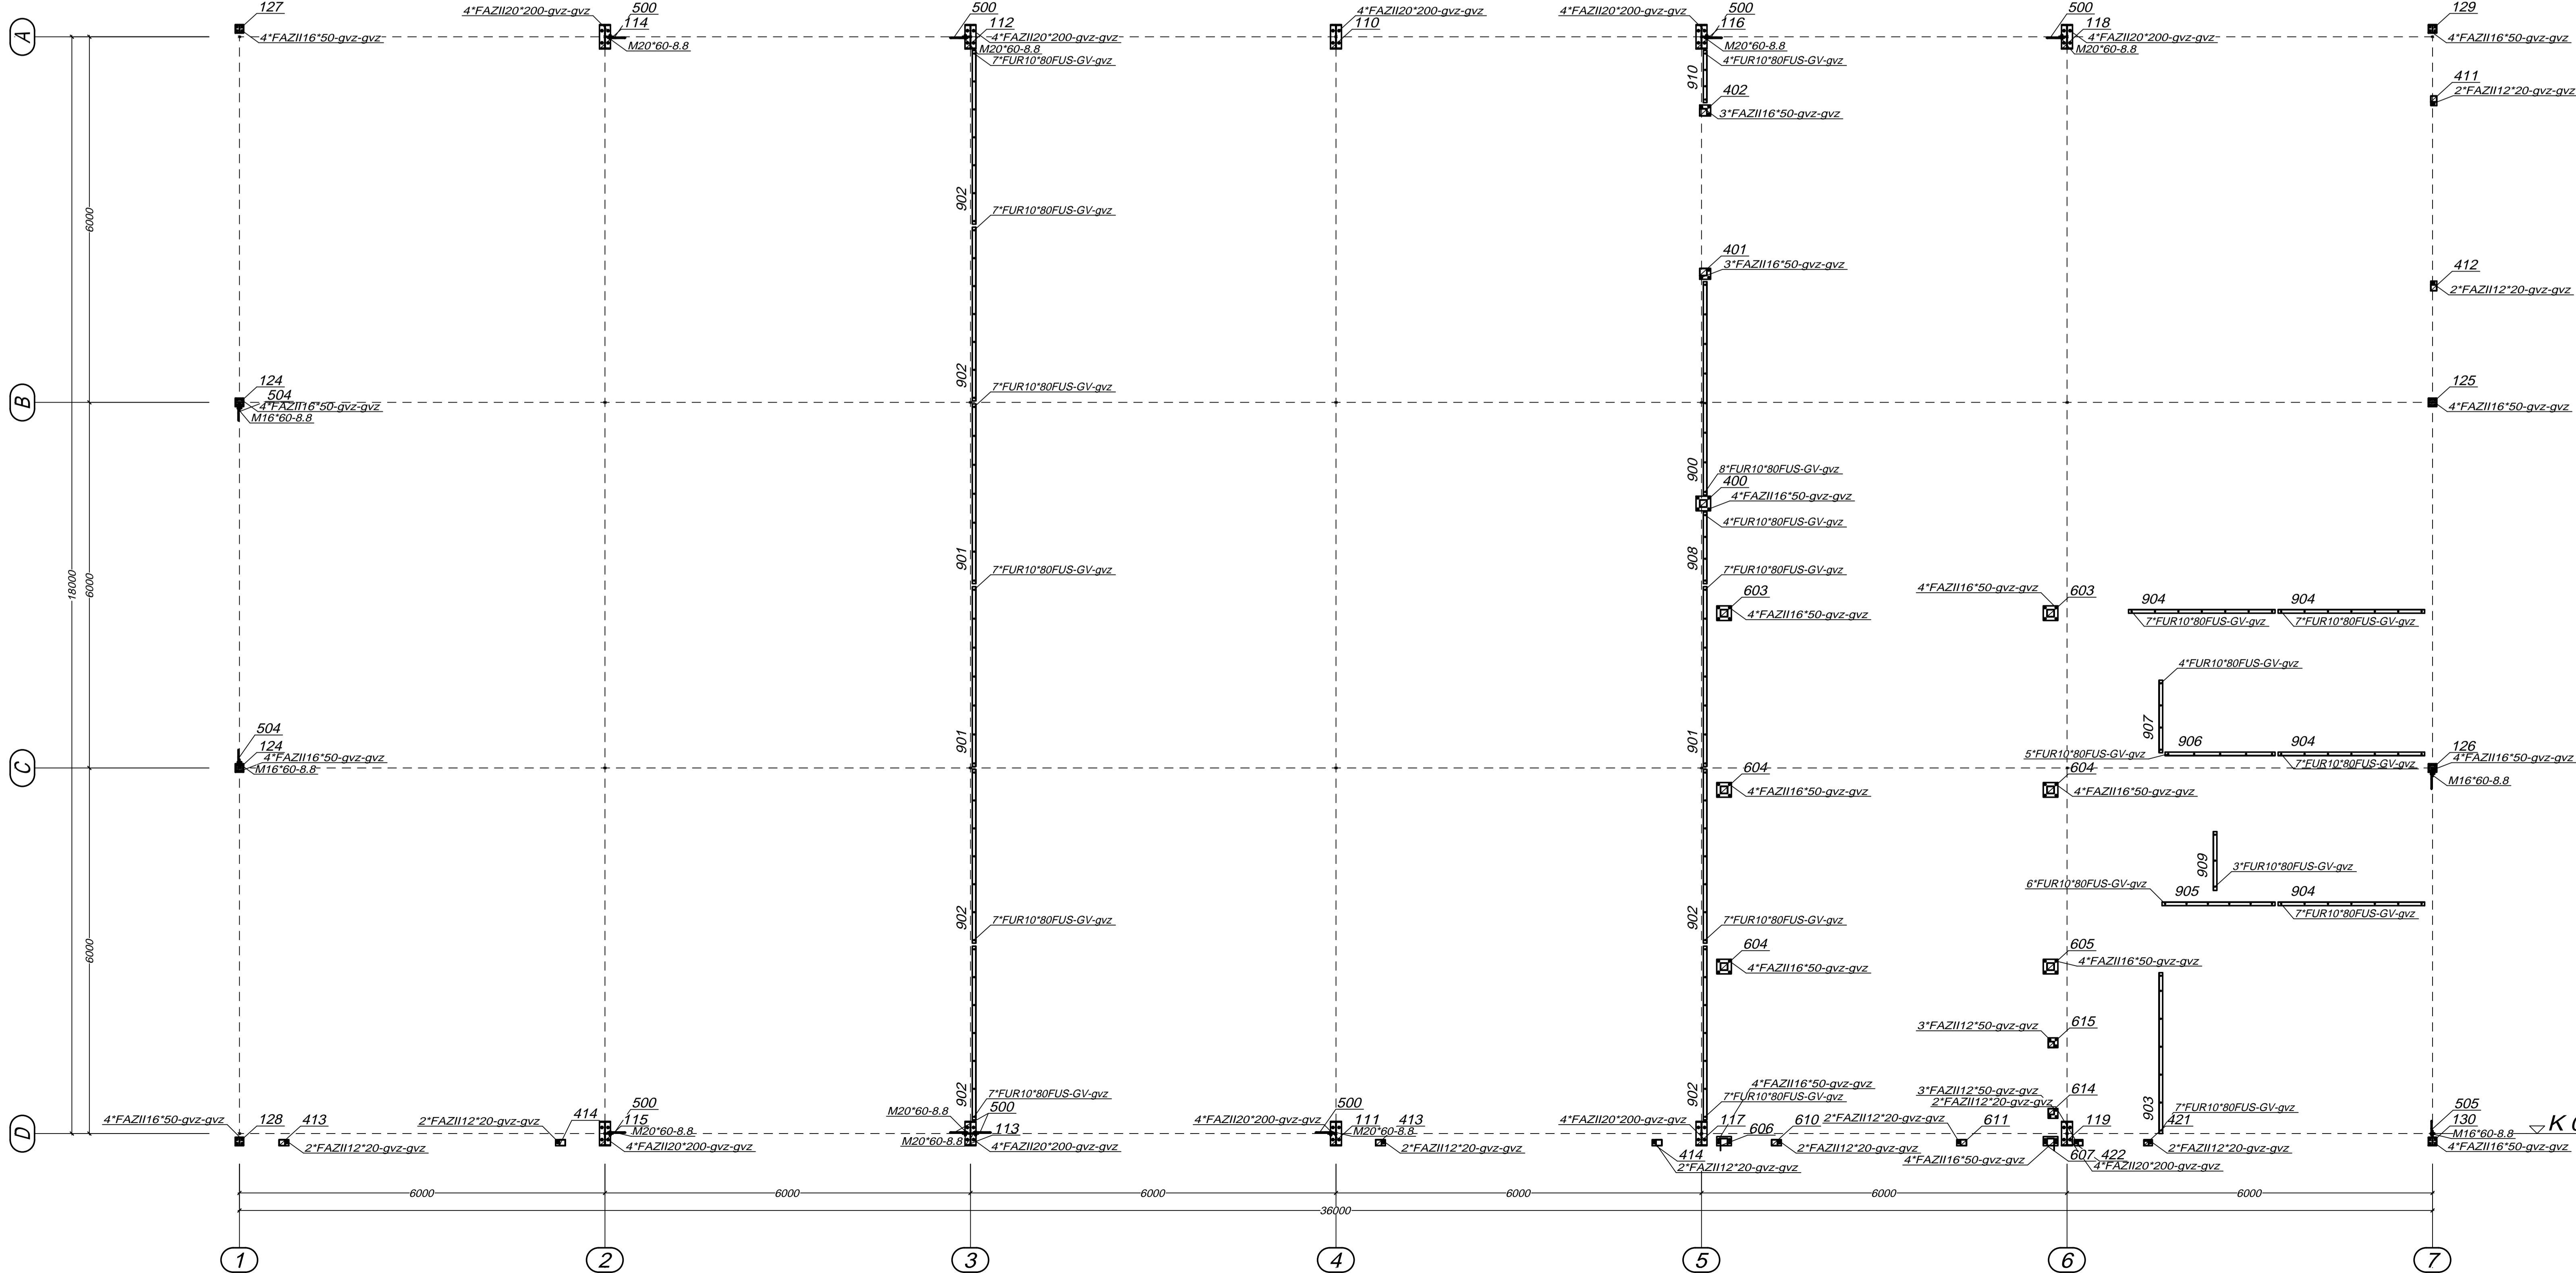 127
4*FAZII16*50-gvz-gvz
4*FAZII20*200-gvz-gvz
500
114
M20*60-8.8
500
112
4*FAZII20*200-gvz-gvz
M20*60-8.8
7*FUR10*80FUS-GV-gvz
4*FAZII20*200-gvz-gvz
110
4*FAZII20*200-gvz-gvz
500
116
M20*60-8.8
4*FUR10*80FUS-GV-gvz
910
402
3*FAZII16*50-gvz-gvz
500
118
4*FAZII20*200-gvz-gvz
M20*60-8.8
129
4*FAZII16*50-gvz-gvz
411
2*FAZII12*20-gvz-gvz
A
6000
902
7*FUR10*80FUS-GV-gvz
401
3*FAZII16*50-gvz-gvz
412
2*FAZII12*20-gvz-gvz
B
124
504
4*FAZII16*50-gvz-gvz
M16*60-8.8
902
7*FUR10*80FUS-GV-gvz
125
4*FAZII16*50-gvz-gvz
900
8*FUR10*80FUS-GV-gvz
400
4*FAZII16*50-gvz-gvz
4*FUR10*80FUS-GV-gvz
18000
6000
901
7*FUR10*80FUS-GV-gvz
908
7*FUR10*80FUS-GV-gvz
603
4*FAZII16*50-gvz-gvz
4*FAZII16*50-gvz-gvz
603
904
7*FUR10*80FUS-GV-gvz
904
7*FUR10*80FUS-GV-gvz
4*FUR10*80FUS-GV-gvz
907
C
504
124
4*FAZII16*50-gvz-gvz
M16*60-8.8
901
901
604
4*FAZII16*50-gvz-gvz
604
4*FAZII16*50-gvz-gvz
906
5*FUR10*80FUS-GV-gvz
904
7*FUR10*80FUS-GV-gvz
126
4*FAZII16*50-gvz-gvz
M16*60-8.8
909
3*FUR10*80FUS-GV-gvz
6*FUR10*80FUS-GV-gvz
905
904
7*FUR10*80FUS-GV-gvz
6000
902
7*FUR10*80FUS-GV-gvz
902
7*FUR10*80FUS-GV-gvz
604
4*FAZII16*50-gvz-gvz
605
4*FAZII16*50-gvz-gvz
3*FAZII12*50-gvz-gvz
615
D
4*FAZII16*50-gvz-gvz
128
413
2*FAZII12*20-gvz-gvz
2*FAZII12*20-gvz-gvz
414
500
115
M20*60-8.8
4*FAZII20*200-gvz-gvz
902
7*FUR10*80FUS-GV-gvz
M20*60-8.8
500
113
M20*60-8.8
4*FAZII20*200-gvz-gvz
4*FAZII20*200-gvz-gvz
500
111
M20*60-8.8
413
2*FAZII12*20-gvz-gvz
902
4*FAZII16*50-gvz-gvz
7*FUR10*80FUS-GV-gvz
4*FAZII20*200-gvz-gvz
117
606
414
2*FAZII12*20-gvz-gvz
610
2*FAZII12*20-gvz-gvz
2*FAZII12*20-gvz-gvz
611
3*FAZII12*50-gvz-gvz
2*FAZII12*20-gvz-gvz
614
119
4*FAZII16*50-gvz-gvz
607
422
4*FAZII20*200-gvz-gvz
903
7*FUR10*80FUS-GV-gvz
421
2*FAZII12*20-gvz-gvz
505
130
M16*60-8.8
4*FAZII16*50-gvz-gvz
K
6000
6000
6000
6000
6000
6000
36000
1
2
3
4
5
6
7